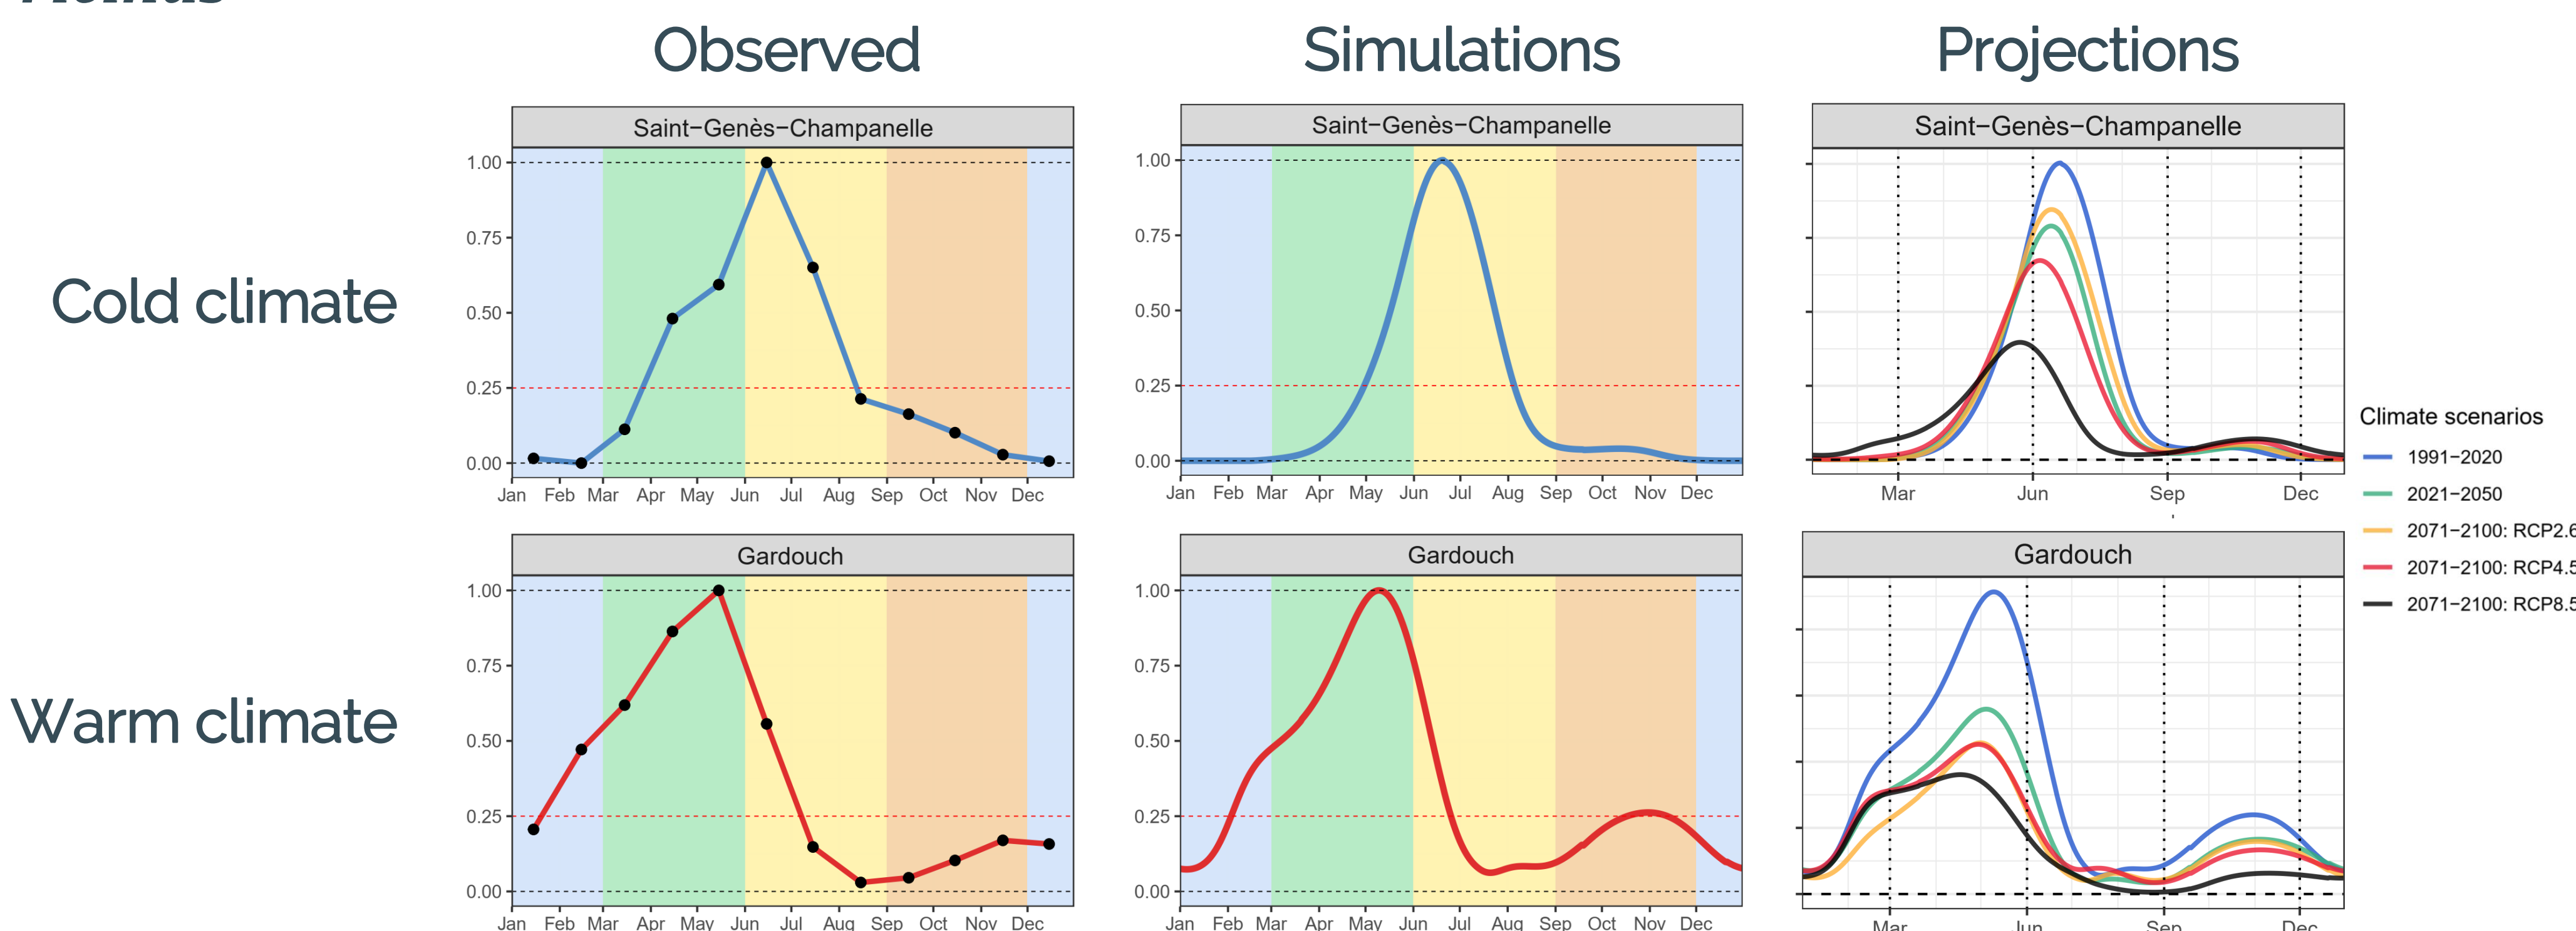 Observed
Simulations
Projections
Cold climate
Saint−Genès−Champanelle
1.00
0.75
0.50
0.25
0.00
Jan Feb Mar Apr May Jun Jul Aug Sep Oct Nov Dec
Saint−Genès−Champanelle
1.00
0.75
0.50
0.25
0.00
Jan Feb Mar Apr May Jun Jul Aug Sep Oct Nov Dec
Saint−Genès−Champanelle
Mar Jun Sep Dec
Warm climate
Gardouch
1.00
0.75
0.50
0.25
0.00
Jan Feb Mar Apr May Jun Jul Aug Sep Oct Nov Dec
Gardouch
1.00
0.75
0.50
0.25
0.00
Jan Feb Mar Apr May Jun Jul Aug Sep Oct Nov Dec
Gardouch
Mar Jun Sep Dec
Climate scenarios
1991−2020
2021−2050
2071−2100: RCP2.6
2071−2100: RCP4.5
2071−2100: RCP8.5